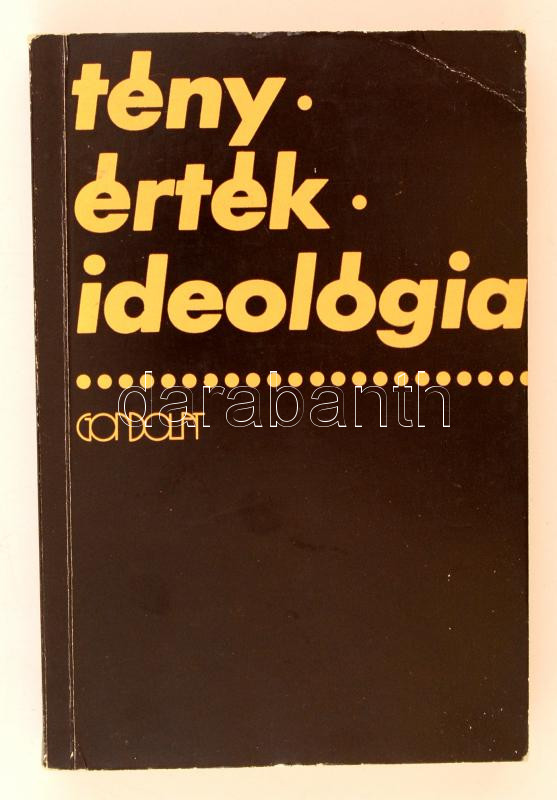 tény·
érték·
ideológia
darabanth
GONDOLAT